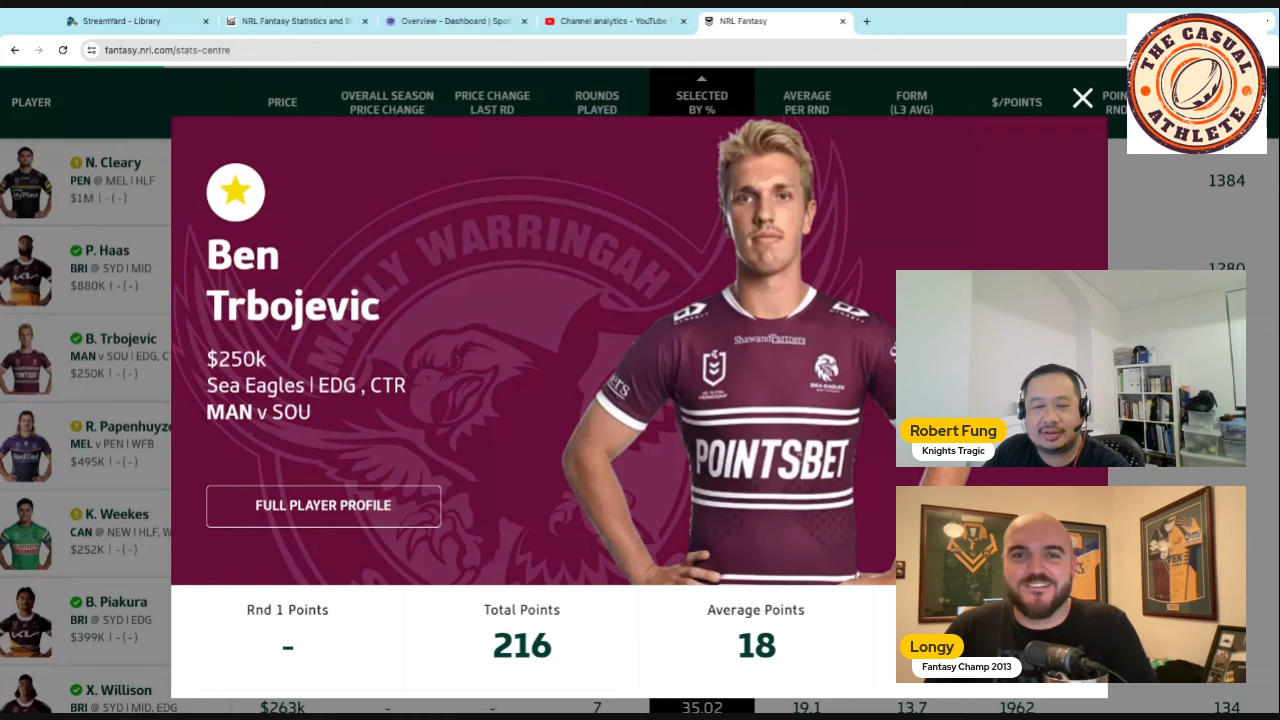 StreamYard - Library
NRL Fantasy Statistics and B
Overview - Dashboard | Spot
Channel analytics - YouTube
NRL Fantasy
fantasy.nrl.com/stats-centre
THE CASUAL
ATHLETE
PLAYER
PRICE
OVERALL SEASON
PRICE CHANGE
PRICE CHANGE
LAST RD
ROUNDS
PLAYED
SELECTED
BY %
AVERAGE
PER RND
FORM
(L3 AVG)
$/POINTS
N. Cleary
PEN @ MEL | HLF
$1M | - ( - )
1384
P. Haas
BRI @ SYD | MID
$880K | - ( - )
1280
B. Trbojevic
MAN v SOU | EDG, C
$250K | - ( - )
R. Papenhuyze
MEL v PEN | WFB
$495K | - ( - )
K. Weekes
CAN @ NEW | HLF, W
$252K | - ( - )
B. Piakura
BRI @ SYD | EDG
$399K | - ( - )
X. Willison
BRI @ SYD | MID, EDG
$263k
-
-
7
35.02
19.1
13.7
1962
134
MANLY WARRINGAH
Ben
Trbojevic
$250k
Sea Eagles | EDG , CTR
MAN v SOU
FULL PLAYER PROFILE
ShawandPartners
SEA EAGLES
POINTSBET
Rnd 1 Points
-
Total Points
216
Average Points
18
Robert Fung
Knights Tragic
Longy
Fantasy Champ 2013